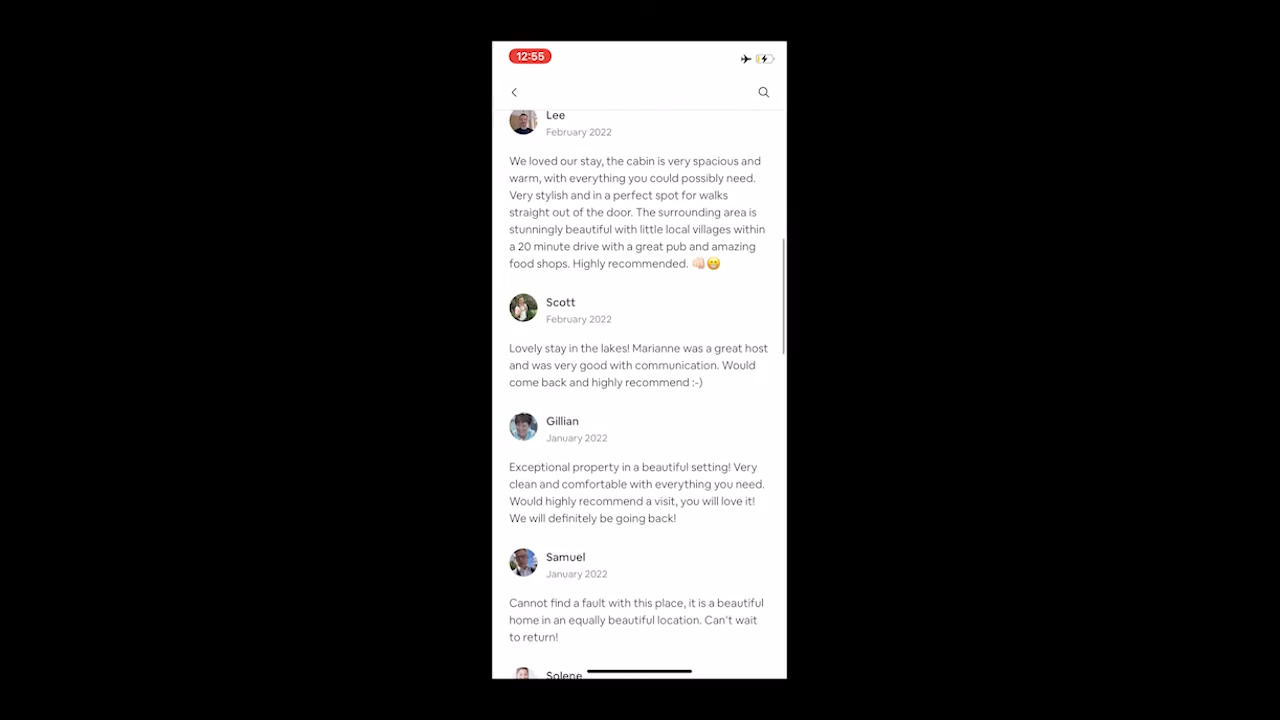 12:55
Lee
February 2022
We loved our stay, the cabin is very spacious and
warm, with everything you could possibly need.
Very stylish and in a perfect spot for walks
straight out of the door. The surrounding area is
stunningly beautiful with little local villages within
a 20 minute drive with a great pub and amazing
food shops. Highly recommended. 👊🏻😁
Scott
February 2022
Lovely stay in the lakes! Marianne was a great host
and was very good with communication. Would
come back and highly recommend :-)
Gillian
January 2022
Exceptional property in a beautiful setting! Very
clean and comfortable with everything you need.
Would highly recommend a visit, you will love it!
We will definitely be going back!
Samuel
January 2022
Cannot find a fault with this place, it is a beautiful
home in an equally beautiful location. Can't wait
to return!
Solene